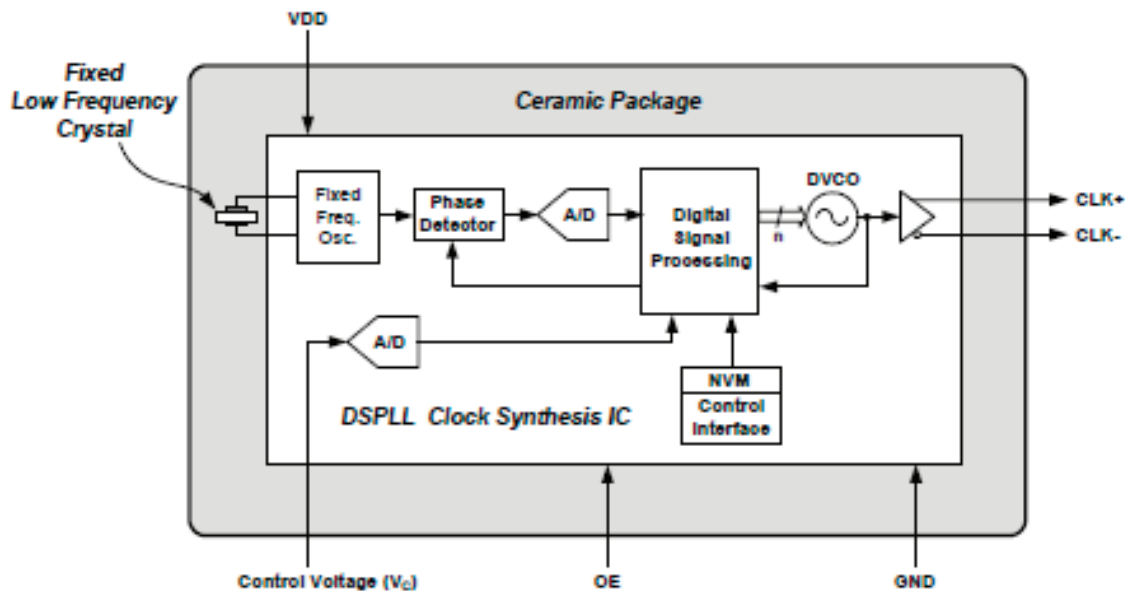 VDD
Fixed
Low Frequency
Crystal
Ceramic Package
Fixed
Freq.
Osc.
Phase
Detector
A/D
Digital
Signal
Processing
n
DVCO
CLK+
CLK-
A/D
NVM
Control
Interface
DSPLL Clock Synthesis IC
Control Voltage (VC)
OE
GND